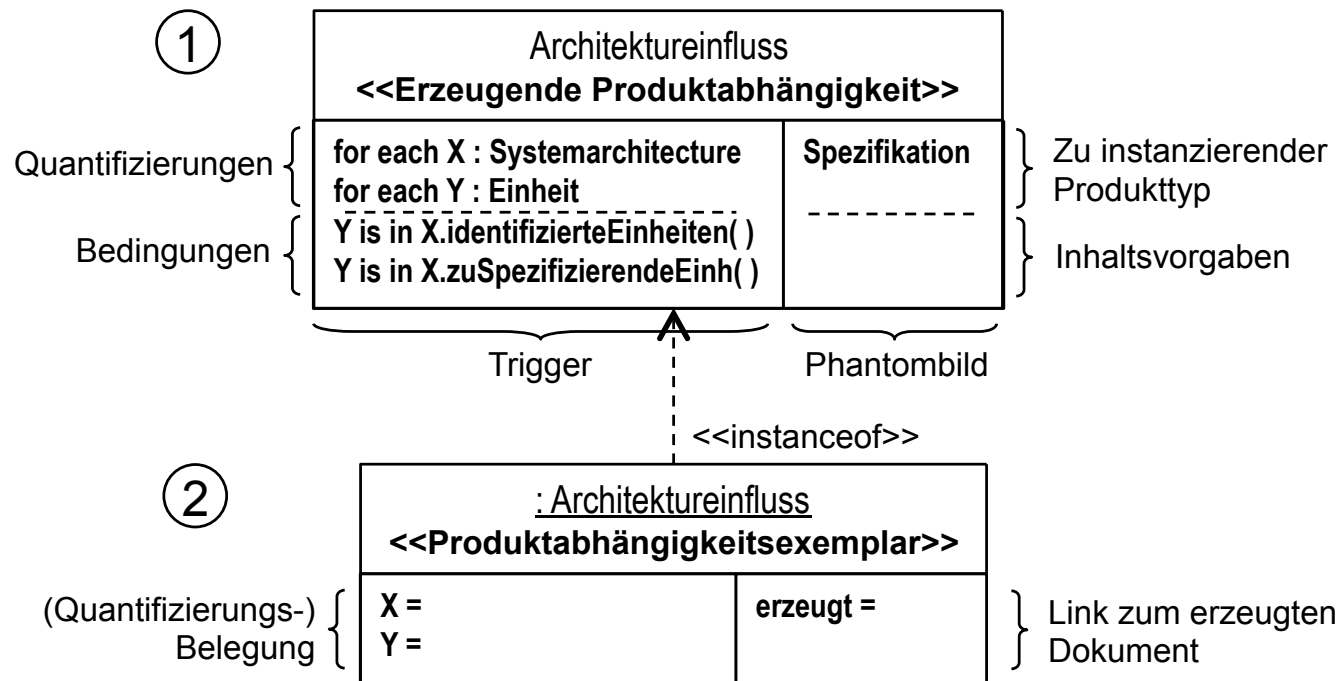 1
Architektureinfluss
<<Erzeugende Produktabhängigkeit>>
Quantifizierungen
for each X : Systemarchitecture
for each Y : Einheit
Spezifikation
Zu instanzierender
Produkttyp
Bedingungen
Y is in X.identifizierteEinheiten( )
Y is in X.zuSpezifizierendeEinh( )
Inhaltsvorgaben
Trigger
Phantombild
<<instanceof>>
2
: Architektureinfluss
<<Produktabhängigkeitsexemplar>>
(Quantifizierungs-)
Belegung
X =
Y =
erzeugt =
Link zum erzeugten
Dokument